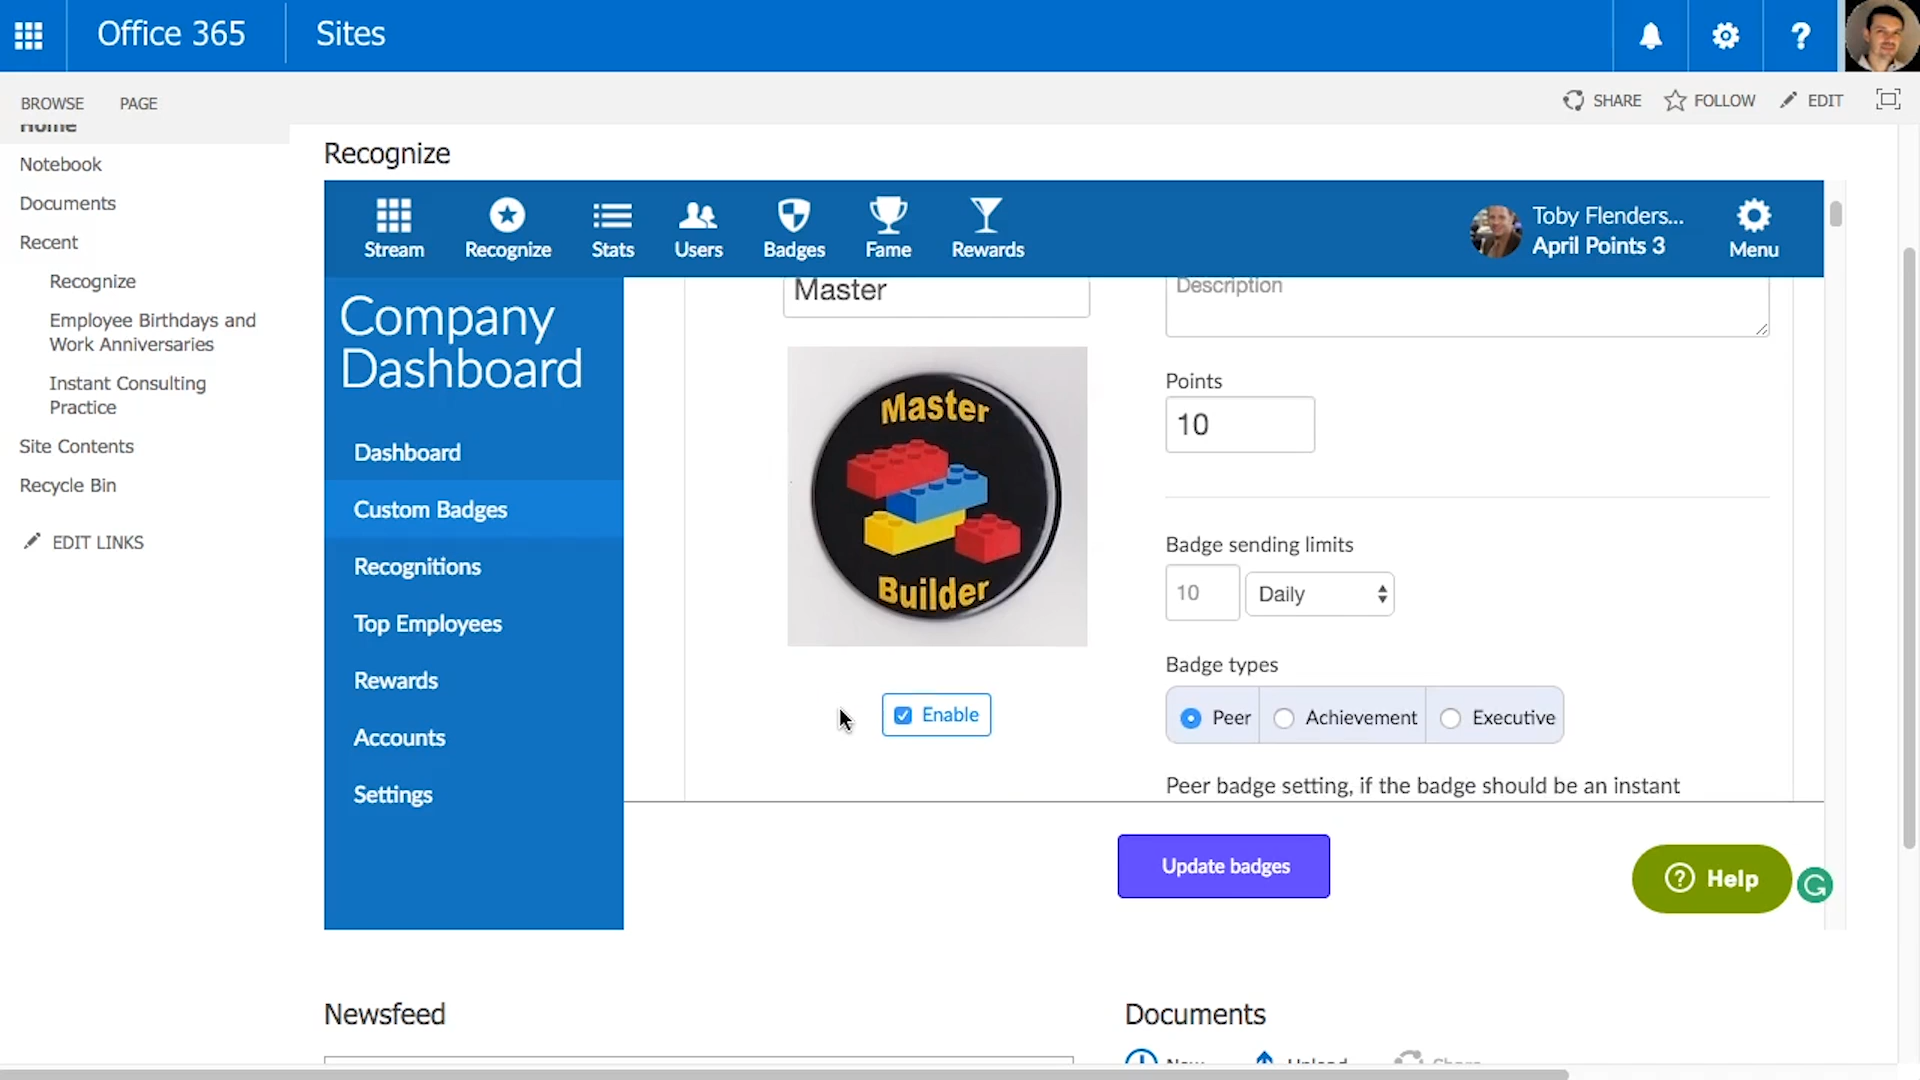 Office 365
Sites
BROWSE
PAGE
SHARE
FOLLOW
EDIT
Home
Notebook
Documents
Recent
Recognize
Employee Birthdays and
Work Anniversaries
Instant Consulting
Practice
Site Contents
Recycle Bin
EDIT LINKS
Recognize
Stream
Recognize
Stats
Users
Badges
Fame
Rewards
Toby Flenders...
April Points 3
Menu
Company
Dashboard
Dashboard
Custom Badges
Recognitions
Top Employees
Rewards
Accounts
Settings
Master
Master
Builder
Enable
Description
Points
10
Badge sending limits
10
Daily
Badge types
Peer
Achievement
Executive
Peer badge setting, if the badge should be an instant
Update badges
Help
Newsfeed
Documents
New
Upload
Share